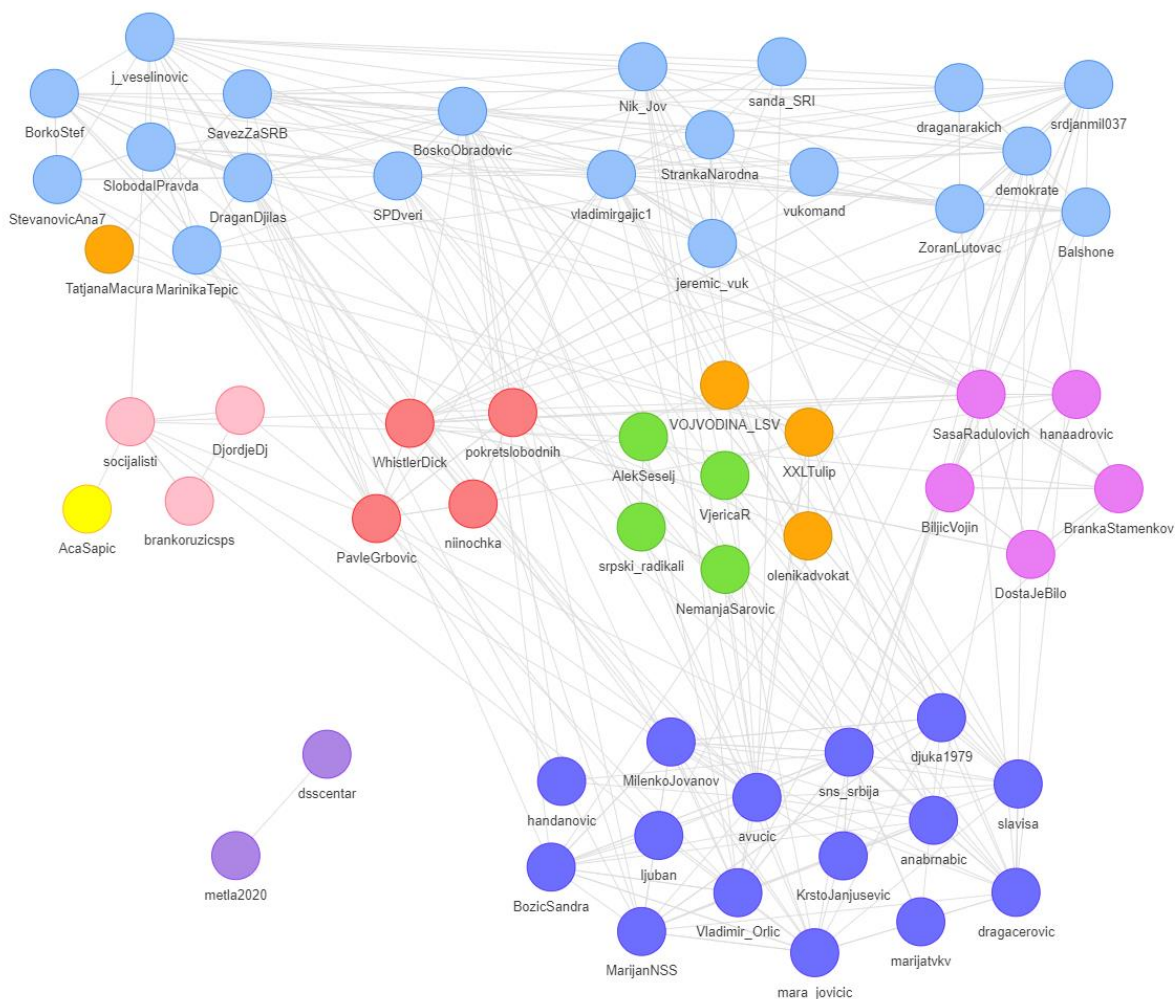 j_veselinovic
BorkoStef
SavezZaSRB
BoskoObradovic
Nik_Jov
sanda_SRI
draganarakich
srdjanmil037
StevanovicAna7
SlobodaIPravda
DraganDjilas
SPDveri
vladimirgajic1
StrankaNarodna
vukomand
demokrate
ZoranLutovac
Balshone
TatjanaMacura
MarinikaTepic
jeremic_vuk
socijalisti
DjordjeDj
WhistlerDick
pokretslobodnih
VOJVODINA_LSV
AlekSeselj
XXLTulip
SasaRadulovich
hanaadrovic
AcaSapic
brankoruzicsps
PavleGrbovic
niinochka
srpski_radikali
VjericaR
olenikadvokat
NemanjaSarovic
BiljicVojin
BrankaStamenkov
DostaJeBilo
dsscentar
metla2020
handanovic
MilenkoJovanov
avucic
sns_srbija
djuka1979
slavisa
BozicSandra
ljuban
KrstoJanjusevic
anabrnabic
MarijanNSS
Vladimir_Orlic
mara_jovicic
marijatvkv
dragacerovic